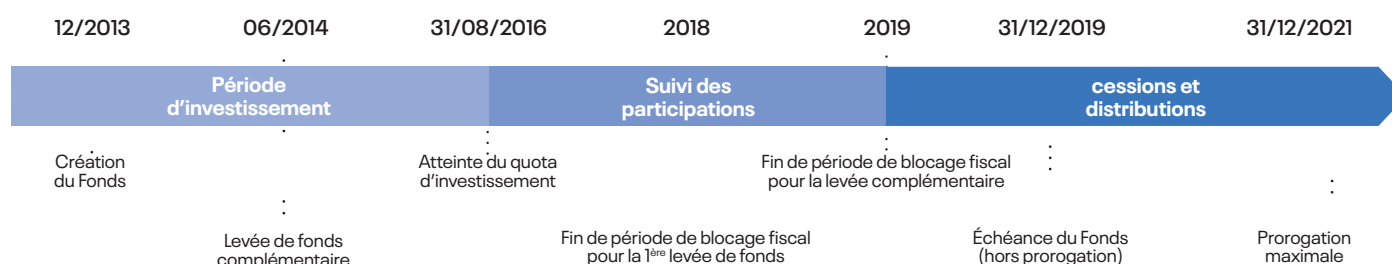 12/2013 06/2014 31/08/2016 2018 2019 31/12/2019 31/12/2021
Période
d'investissement
Suivi des
participations
cessions et
distributions
Création
du Fonds
Atteinte du quota
d'investissement
Fin de période de blocage fiscal
pour la levée complémentaire
Levée de fonds
complémentaire
Fin de période de blocage fiscal
pour la 1ère levée de fonds
Échéance du Fonds
(hors prorogation)
Prorogation
maximale